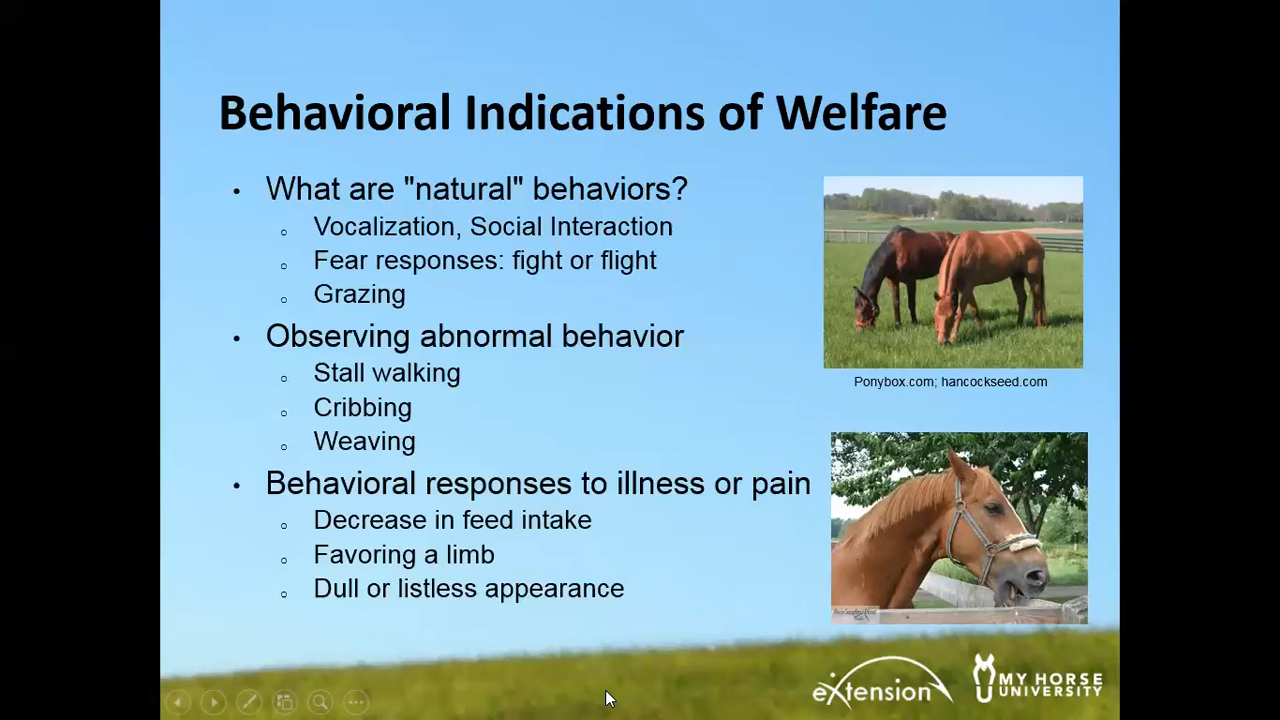 Behavioral Indications of Welfare
• What are "natural" behaviors?
○ Vocalization, Social Interaction
○ Fear responses: fight or flight
○ Grazing
• Observing abnormal behavior
○ Stall walking
○ Cribbing
○ Weaving
• Behavioral responses to illness or pain
○ Decrease in feed intake
○ Favoring a limb
○ Dull or listless appearance
Ponybox.com; hancockseed.com
eXtension
MY HORSE
UNIVERSITY